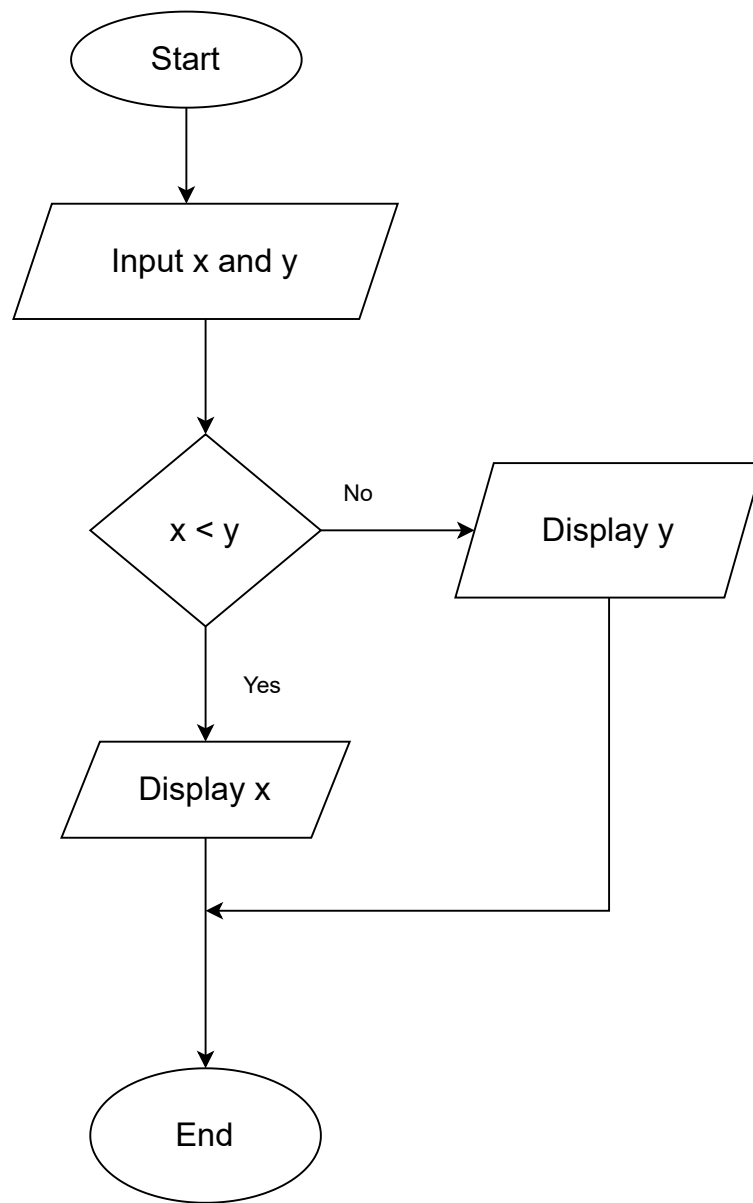 Start
Input x and y
x < y
No
Display y
Yes
Display x
End